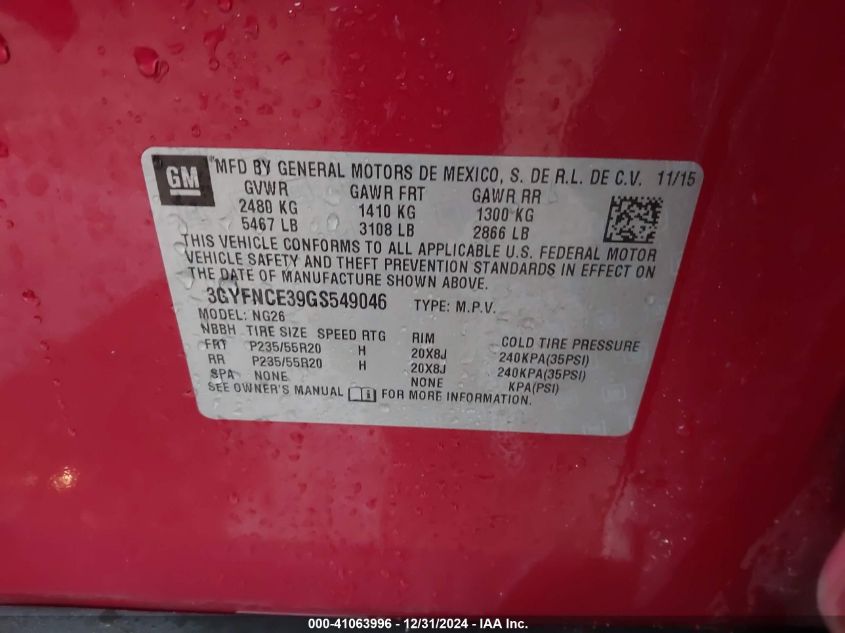 GM
MFD BY GENERAL MOTORS DE MEXICO, S. DE R.L. DE C.V. 11/15
GVWR GAWR FRT GAWR RR
2480 KG 1410 KG 1300 KG
5467 LB 3108 LB 2866 LB
THIS VEHICLE CONFORMS TO ALL APPLICABLE U.S. FEDERAL MOTOR
VEHICLE SAFETY AND THEFT PREVENTION STANDARDS IN EFFECT ON
THE DATE OF MANUFACTURE SHOWN ABOVE.
3GYFNCE39GS549046 TYPE: M.P.V.
MODEL: NG26
NBBH TIRE SIZE SPEED RTG RIM COLD TIRE PRESSURE
FRT P235/55R20 H 20X8J 240KPA(35PSI)
RR P235/55R20 H 20X8J 240KPA(35PSI)
SPA NONE NONE KPA(PSI)
SEE OWNER'S MANUAL FOR MORE INFORMATION.
000-41063996 - 12/31/2024 - IAA Inc.